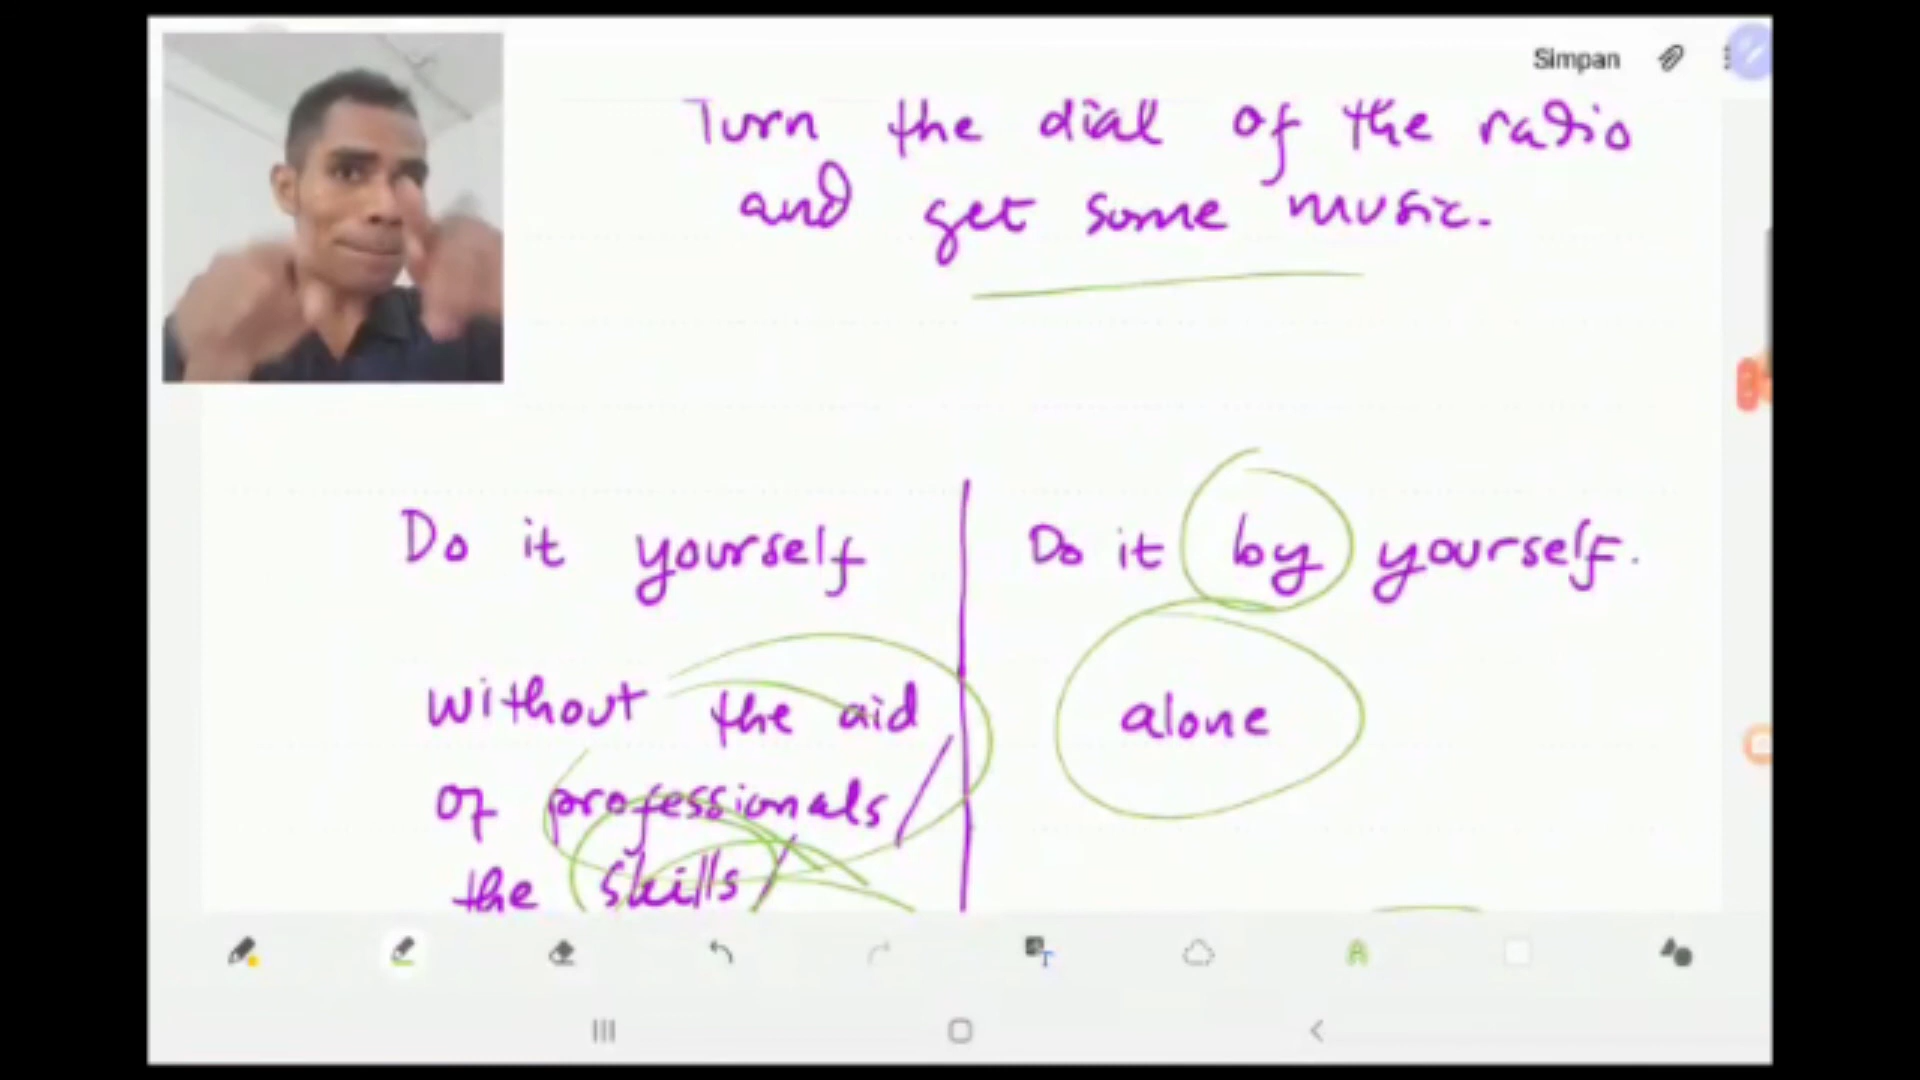 Simpan
Turn the dial of the radio
and get some music.
Do it yourself
Do it by yourself.
without the aid
of professionals/
the skills/
alone